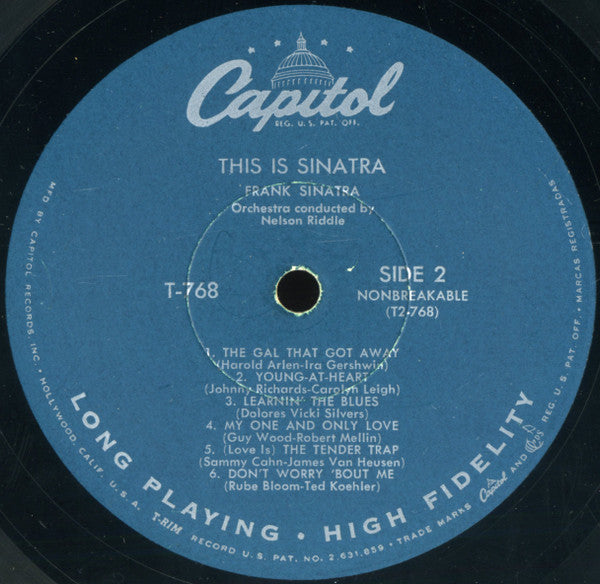 Capitol
REG. U. S. PAT. OFF.
THIS IS SINATRA
FRANK SINATRA
Orchestra conducted by
Nelson Riddle
T-768
SIDE 2
NONBREAKABLE
(T2-768)
1. THE GAL THAT GOT AWAY
(Harold Arlen-Ira Gershwin)
2. YOUNG-AT-HEART
(Johnny Richards-Carolyn Leigh)
3. LEARNIN' THE BLUES
(Dolores Vicki Silvers)
4. MY ONE AND ONLY LOVE
(Guy Wood-Robert Mellin)
5. (Love Is) THE TENDER TRAP
(Sammy Cahn-James Van Heusen)
6. DON'T WORRY 'BOUT ME
(Rube Bloom-Ted Koehler)
LONG PLAYING • HIGH FIDELITY
MFD. BY CAPITOL RECORDS, INC. • HOLLYWOOD, CALIF. U. S. A. T-RIM RECORD U.S. PAT. NO. 2,631,859 • TRADE MARKS Capitol AND REG. U. S. PAT. OFF. • MARCAS REGISTRADAS